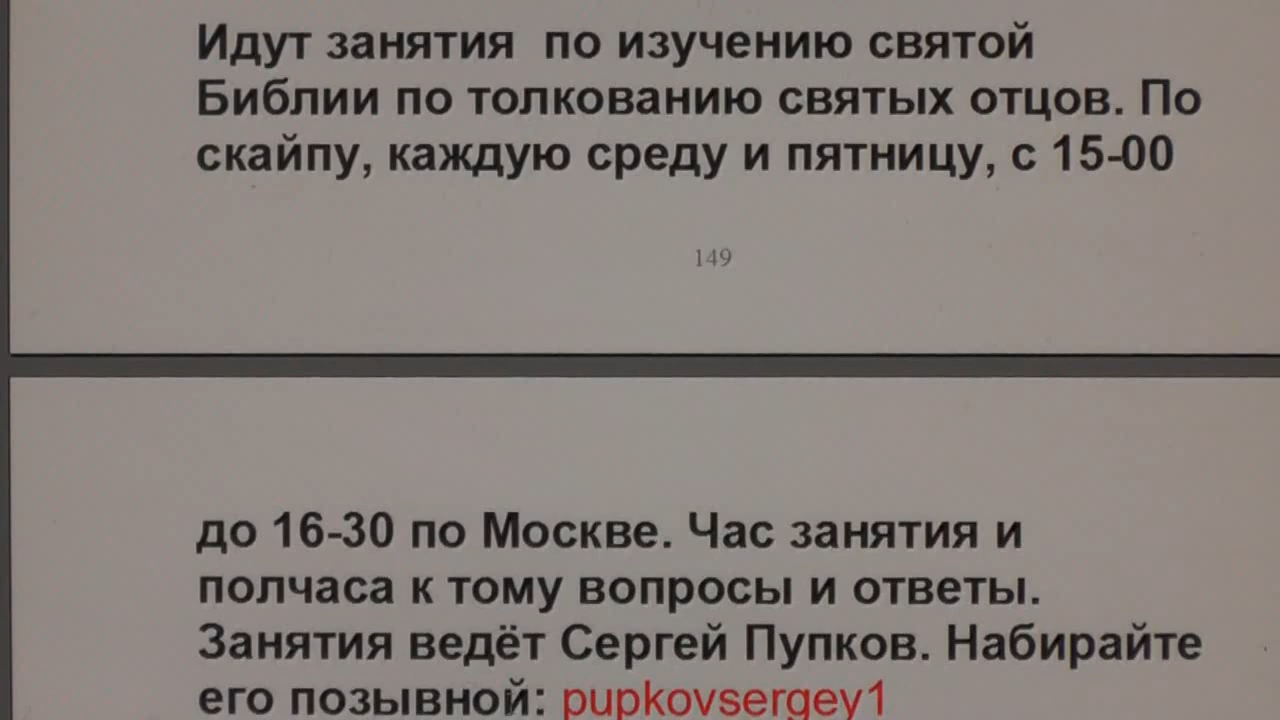 Идут занятия по изучению святой
Библии по толкованию святых отцов. По
скайпу, каждую среду и пятницу, с 15-00
149
до 16-30 по Москве. Час занятия и
полчаса к тому вопросы и ответы.
Занятия ведёт Сергей Пупков. Набирайте
его позывной: pupkovsergey1